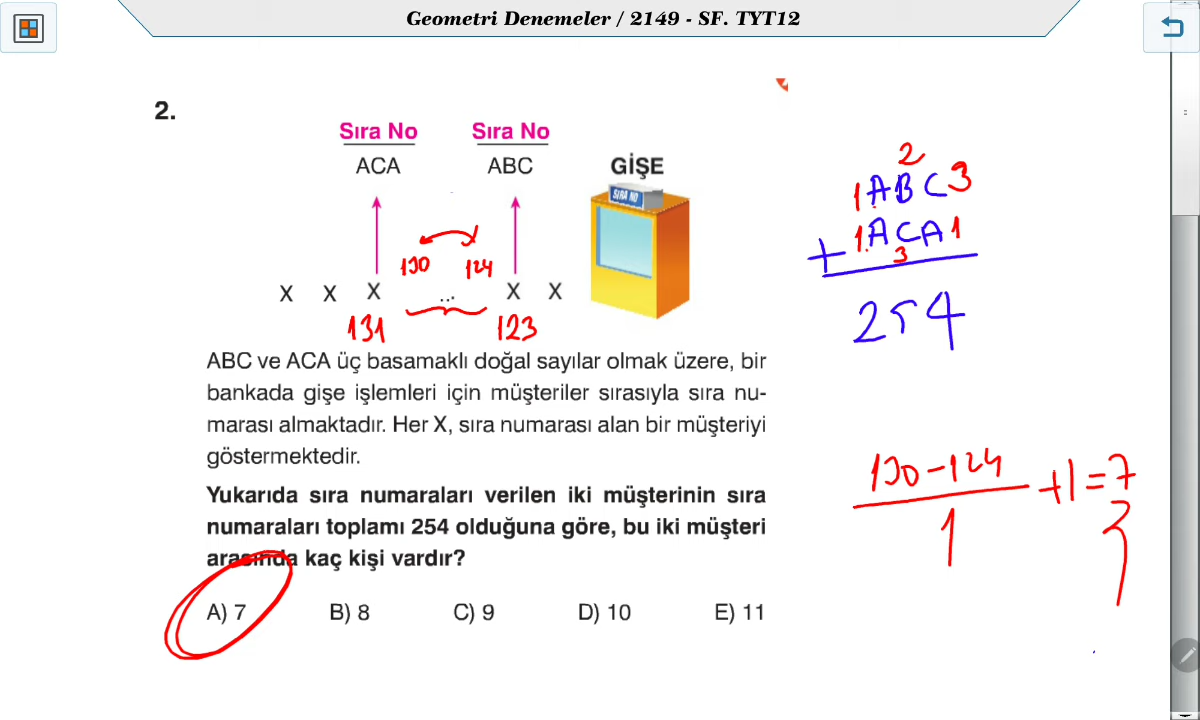 Geometri Denemeler / 2149 - SF. TYT12
2.
Sıra No Sıra No
ACA ABC GİŞE
SIRA NO
130 124
X X X ... X X
131 123
ABC ve ACA üç basamaklı doğal sayılar olmak üzere, bir
bankada gişe işlemleri için müşteriler sırasıyla sıra nu-
marası almaktadır. Her X, sıra numarası alan bir müşteriyi
göstermektedir.
Yukarıda sıra numaraları verilen iki müşterinin sıra
numaraları toplamı 254 olduğuna göre, bu iki müşteri
arasında kaç kişi vardır?
A) 7 B) 8 C) 9 D) 10 E) 11
2
1 A B C 3
+ 1 A C A 1
3
254
130-124 +1=7
1